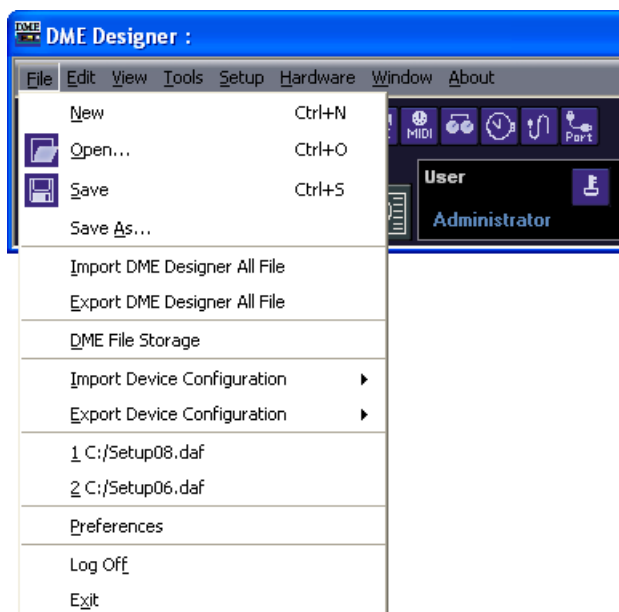 DME DME Designer :
File Edit View Tools Setup Hardware Window About
New Ctrl+N
MIDI Port
Open... Ctrl+O
Save Ctrl+S
User
Save As...
Administrator
Import DME Designer All File
Export DME Designer All File
DME File Storage
Import Device Configuration
Export Device Configuration
1 C:/Setup08.daf
2 C:/Setup06.daf
Preferences
Log Off
Exit